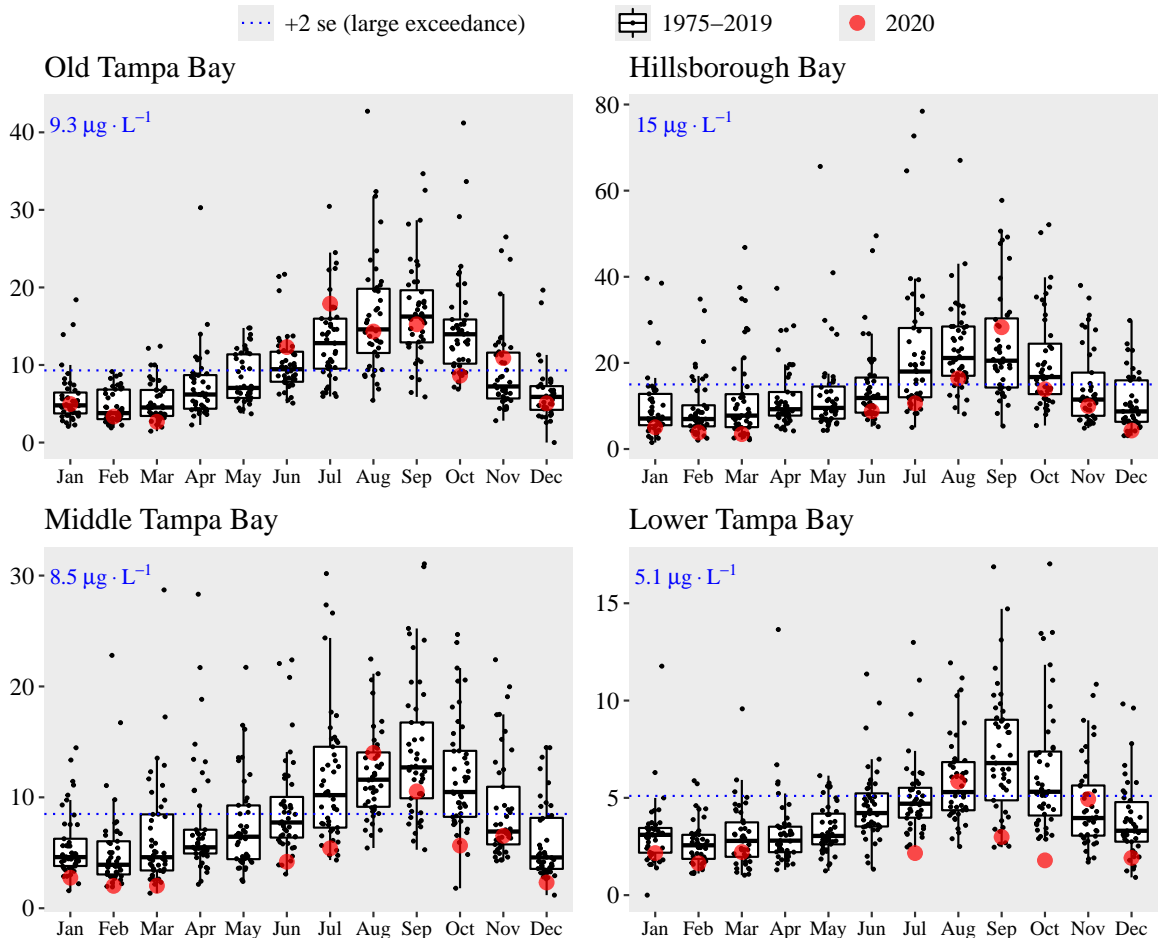 +2 se (large exceedance) 1975–2019 2020
Old Tampa Bay
9.3 μg · L⁻¹
40
30
20
10
0
Jan Feb Mar Apr May Jun Jul Aug Sep Oct Nov Dec
Hillsborough Bay
15 μg · L⁻¹
80
60
40
20
0
Jan Feb Mar Apr May Jun Jul Aug Sep Oct Nov Dec
Middle Tampa Bay
8.5 μg · L⁻¹
30
20
10
0
Jan Feb Mar Apr May Jun Jul Aug Sep Oct Nov Dec
Lower Tampa Bay
5.1 μg · L⁻¹
15
10
5
0
Jan Feb Mar Apr May Jun Jul Aug Sep Oct Nov Dec